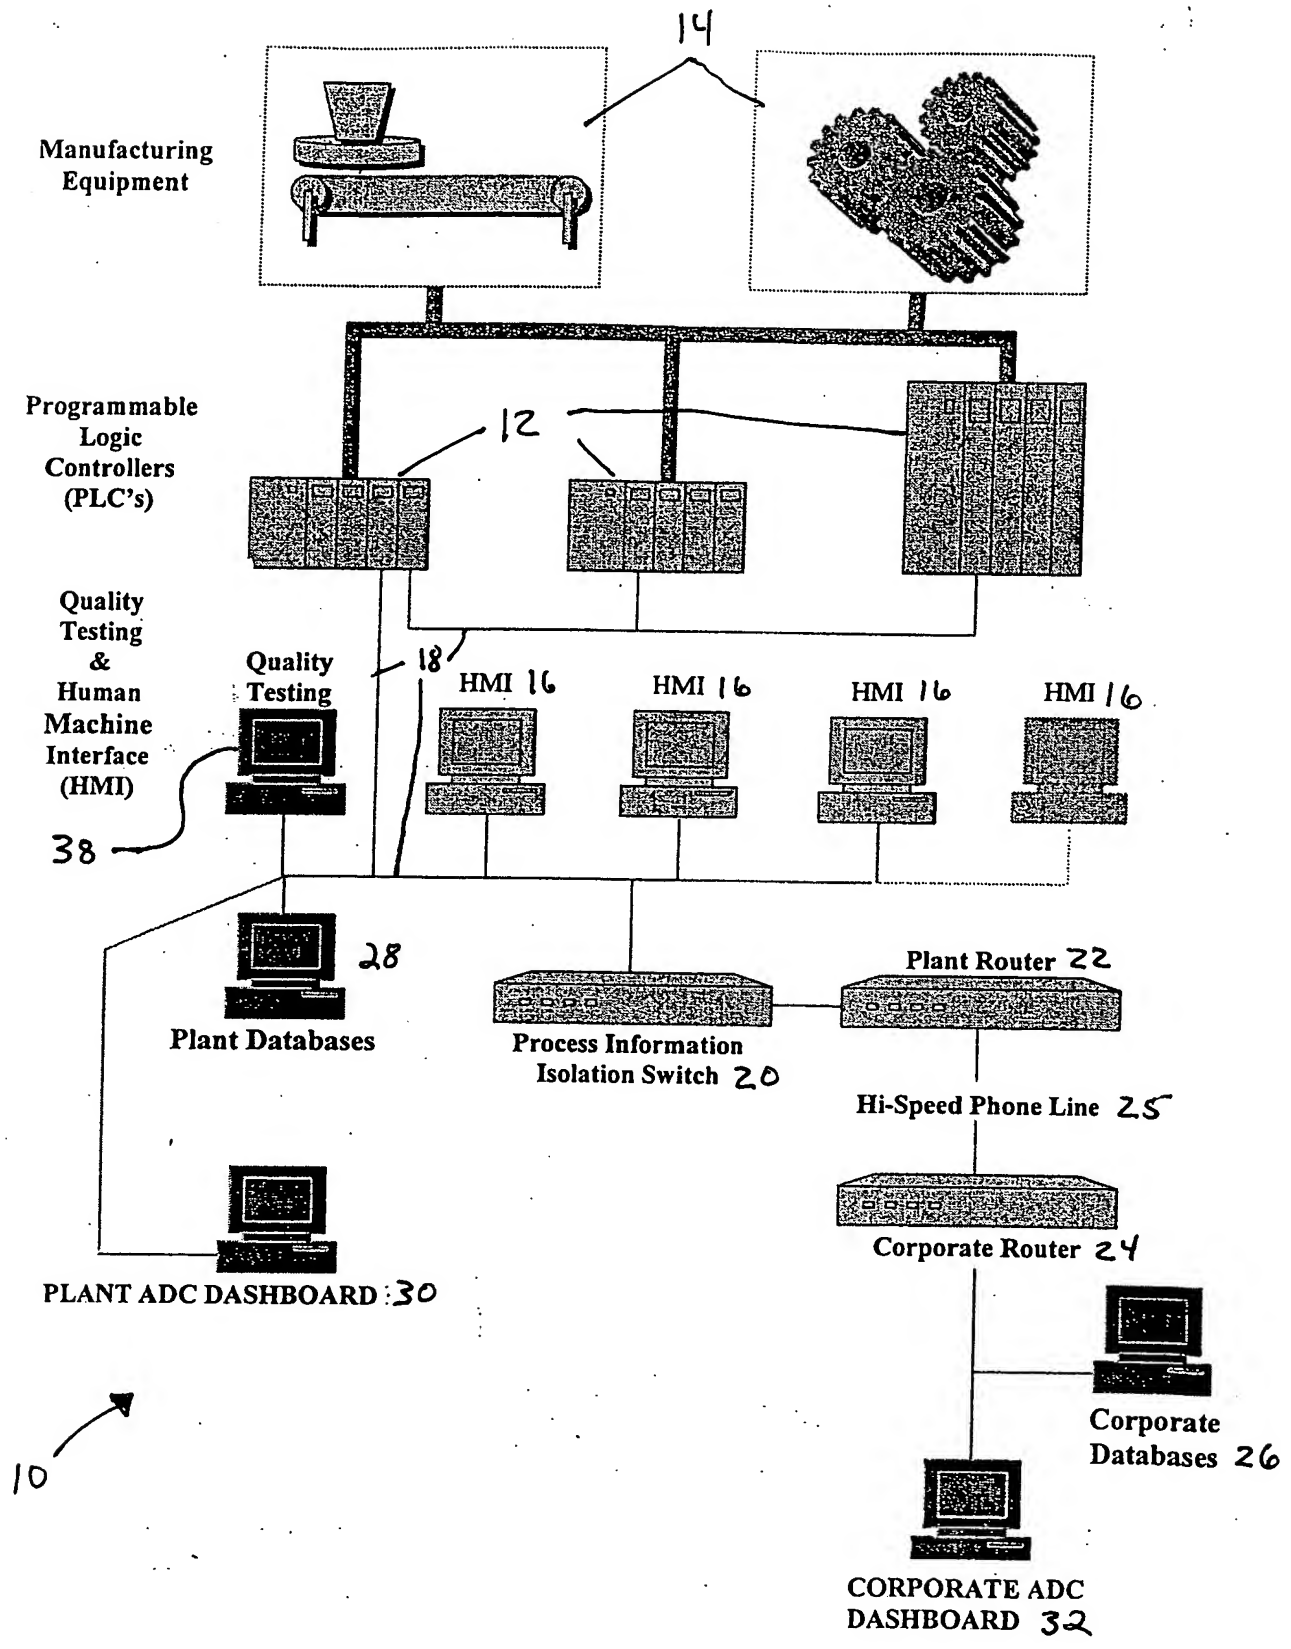 14
Manufacturing
Equipment
Programmable
Logic
Controllers
(PLC's)
12
Quality
Testing
&
Human
Machine
Interface
(HMI)
18
Quality
Testing
HMI 16
HMI 16
HMI 16
HMI 16
38
28
Plant Databases
Plant Router 22
Process Information
Isolation Switch 20
Hi-Speed Phone Line 25
Corporate Router 24
PLANT ADC DASHBOARD 30
10
Corporate
Databases 26
CORPORATE ADC
DASHBOARD 32